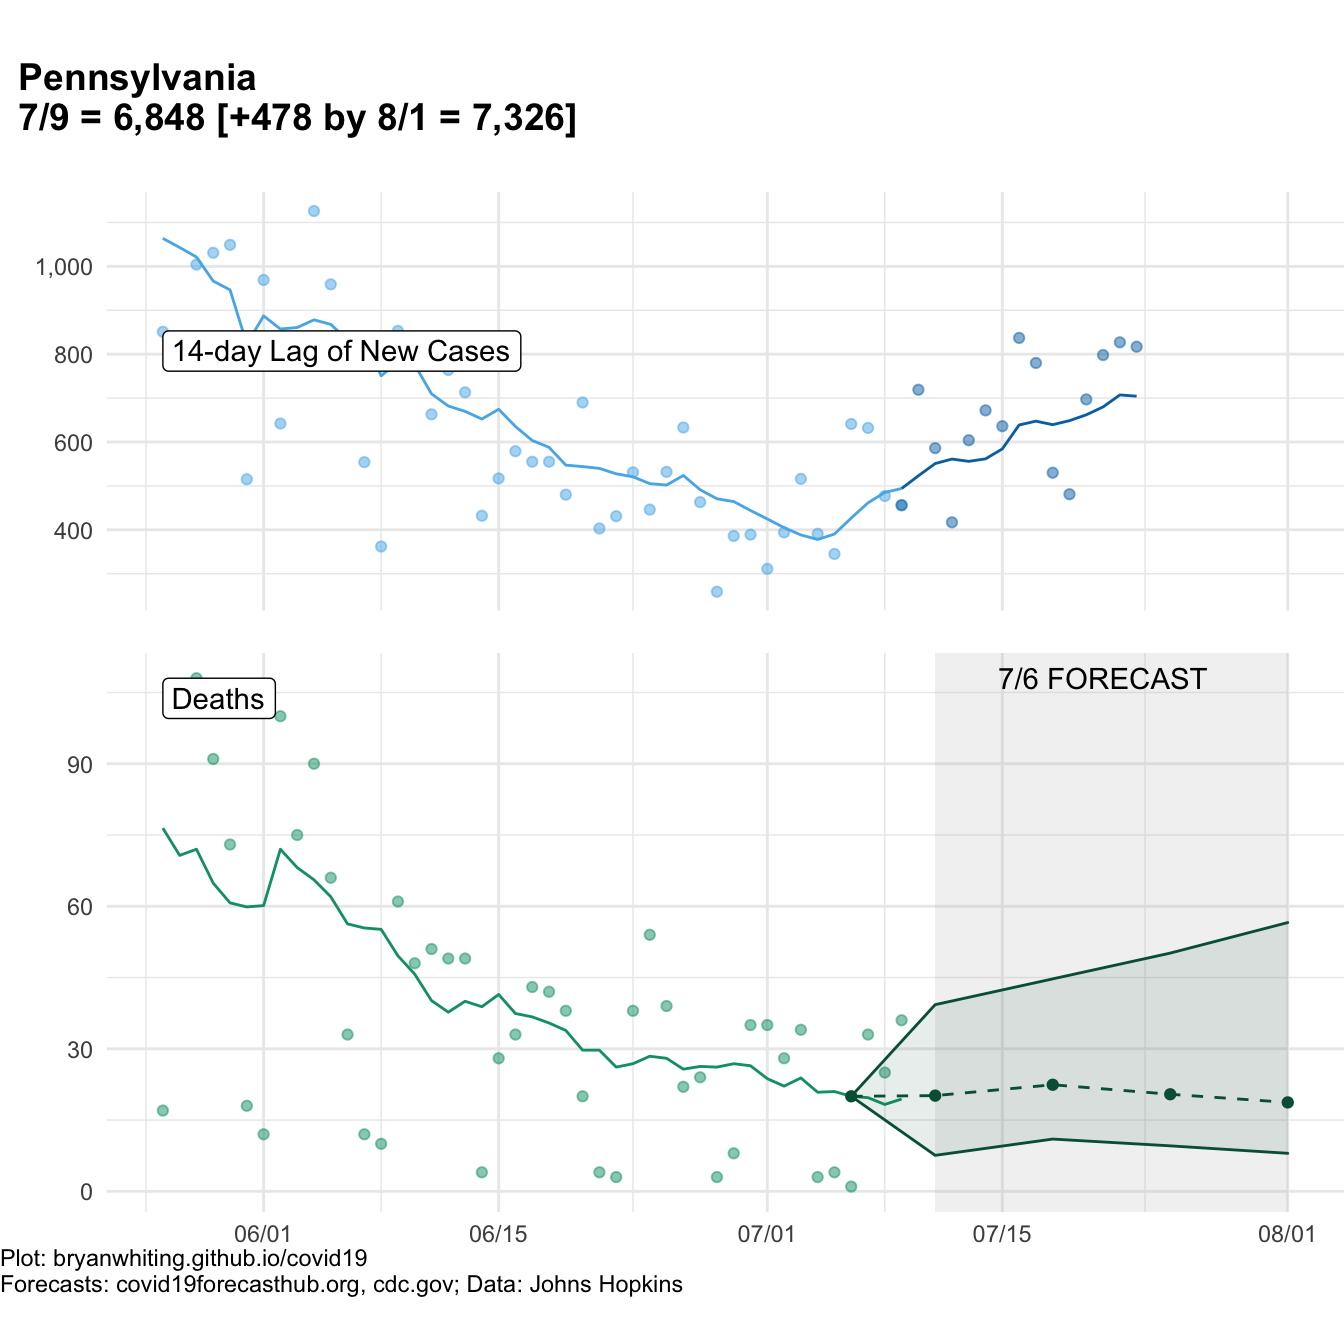 Pennsylvania
7/9 = 6,848 [+478 by 8/1 = 7,326]
1,000
800
600
400
14-day Lag of New Cases
Deaths
7/6 FORECAST
90
60
30
0
06/01 06/15 07/01 07/15 08/01
Plot: bryanwhiting.github.io/covid19
Forecasts: covid19forecasthub.org, cdc.gov; Data: Johns Hopkins